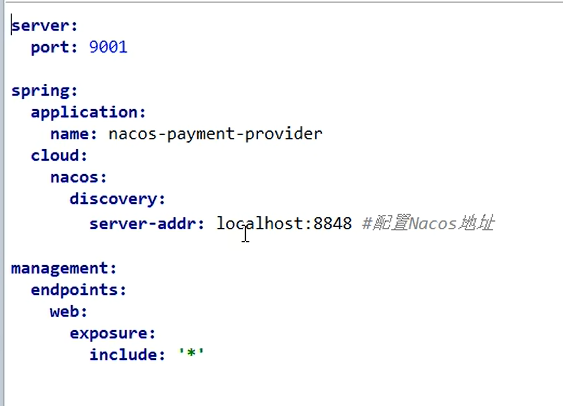 server:
  port: 9001

spring:
  application:
    name: nacos-payment-provider
  cloud:
    nacos:
      discovery:
        server-addr: localhost:8848 #配置Nacos地址

management:
  endpoints:
    web:
      exposure:
        include: '*'